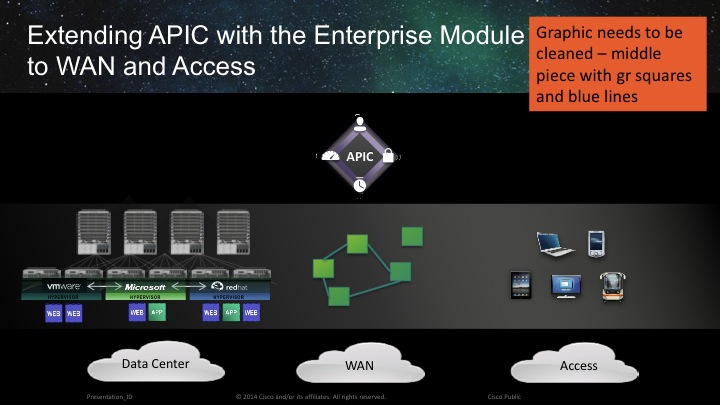 Extending APIC with the Enterprise Module
to WAN and Access
Graphic needs to be
cleaned – middle
piece with gr squares
and blue lines
APIC
vmware
Microsoft
redhat
HYPERVISOR
HYPERVISOR
HYPERVISOR
WEB WEB
WEB APP
WEB APP WEB
Data Center
WAN
Access
Presentation_ID
© 2014 Cisco and/or its affiliates. All rights reserved.
Cisco Public